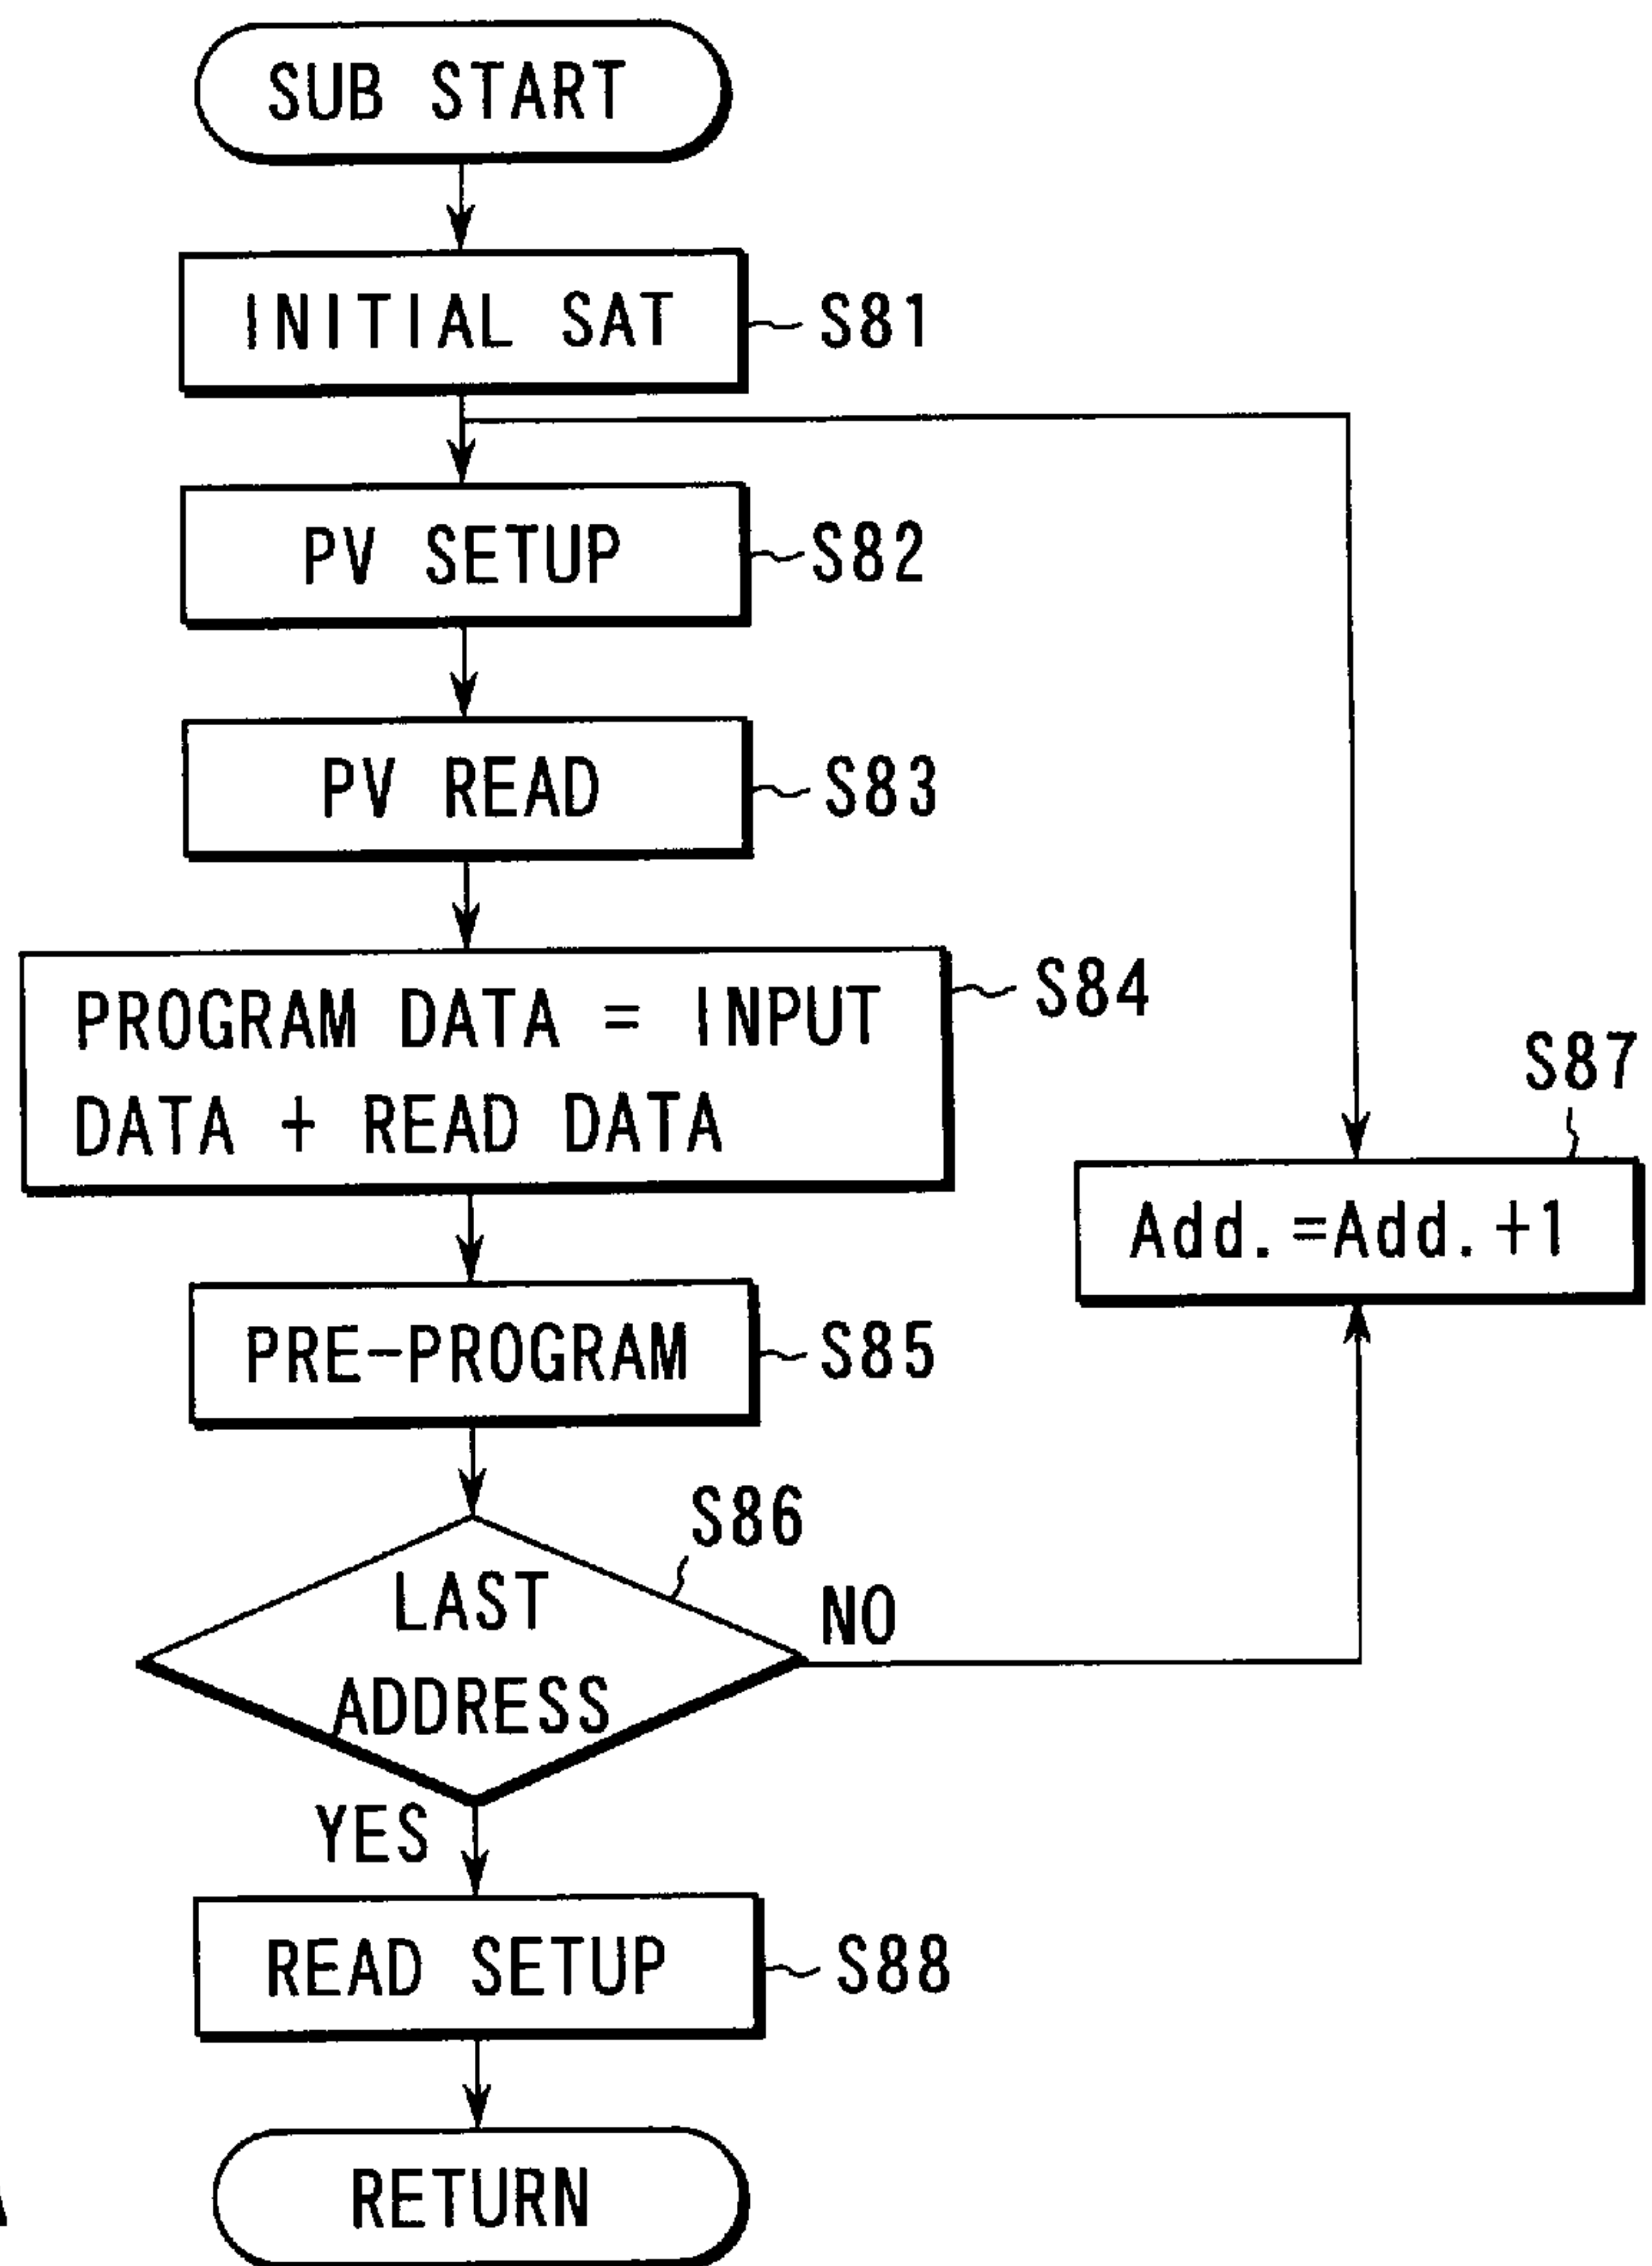 SUB START
INITIAL SAT
S81
PV SETUP
S82
PV READ
S83
PROGRAM DATA = INPUT
DATA + READ DATA
S84
S87
Add.=Add.+1
PRE-PROGRAM
S85
S86
LAST
ADDRESS
NO
YES
READ SETUP
S88
RETURN